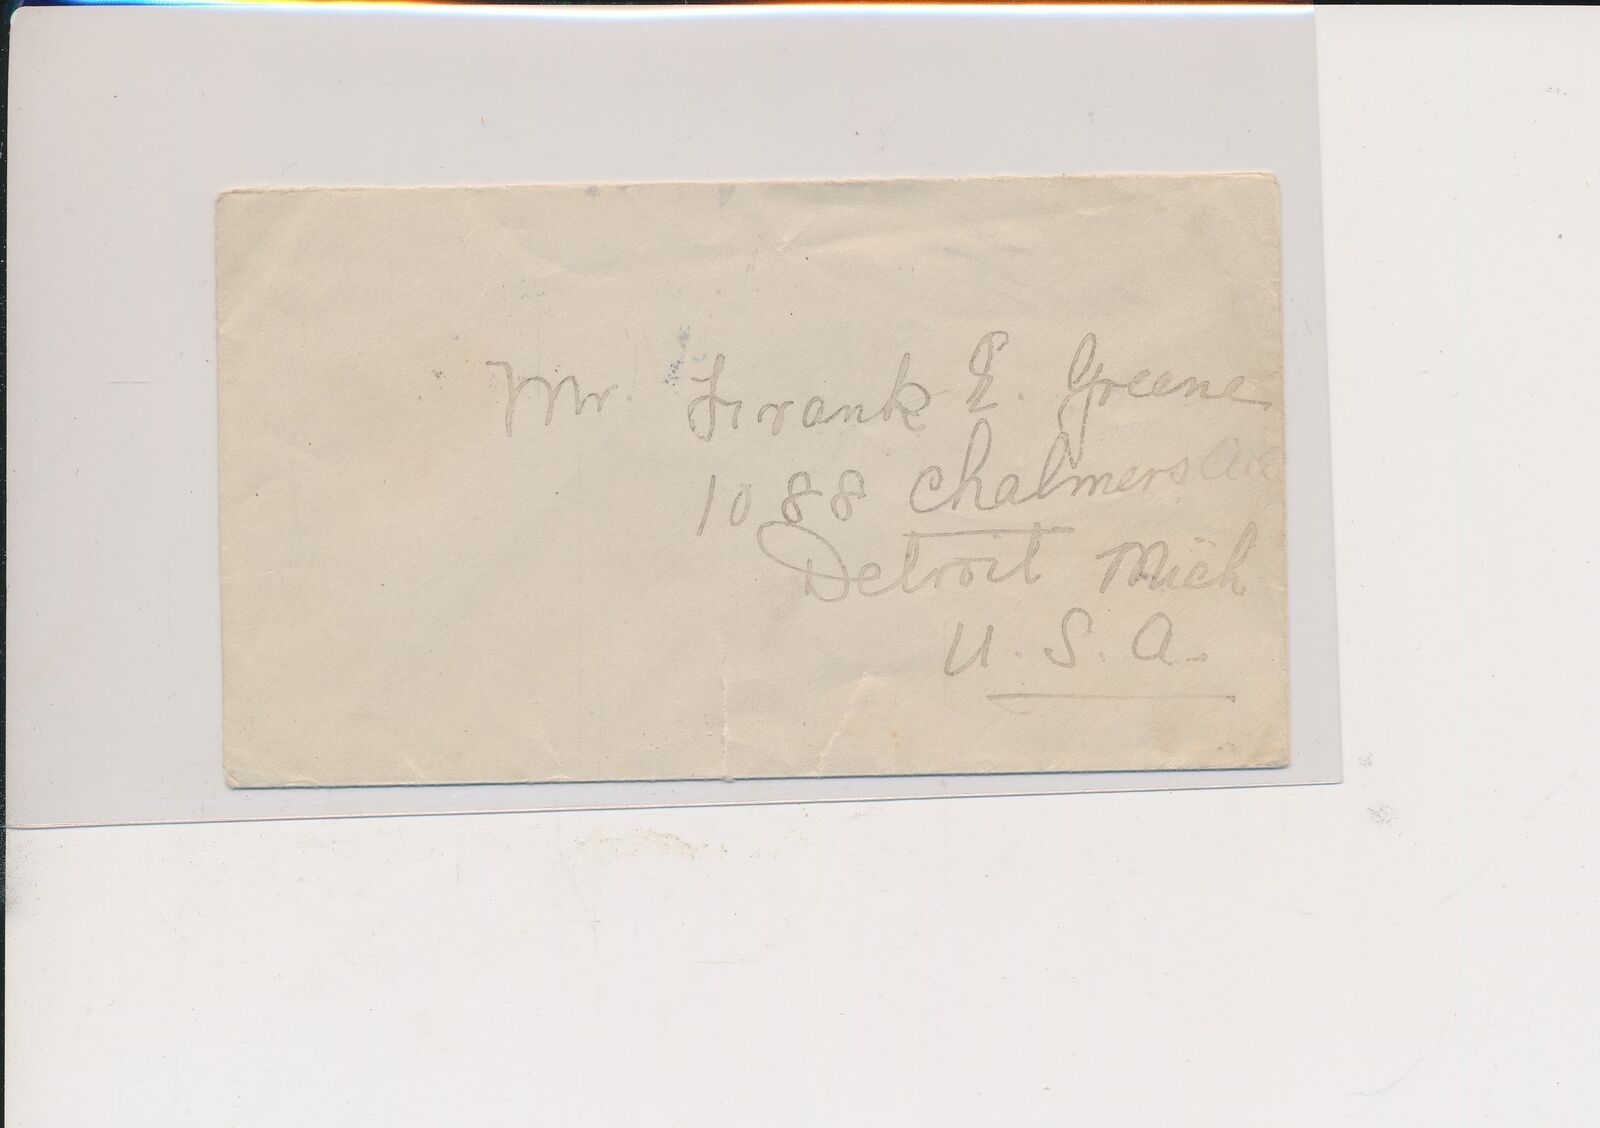 Mr. Frank E. Greene
1088 Chalmers Ave
Detroit Mich
U. S. A.